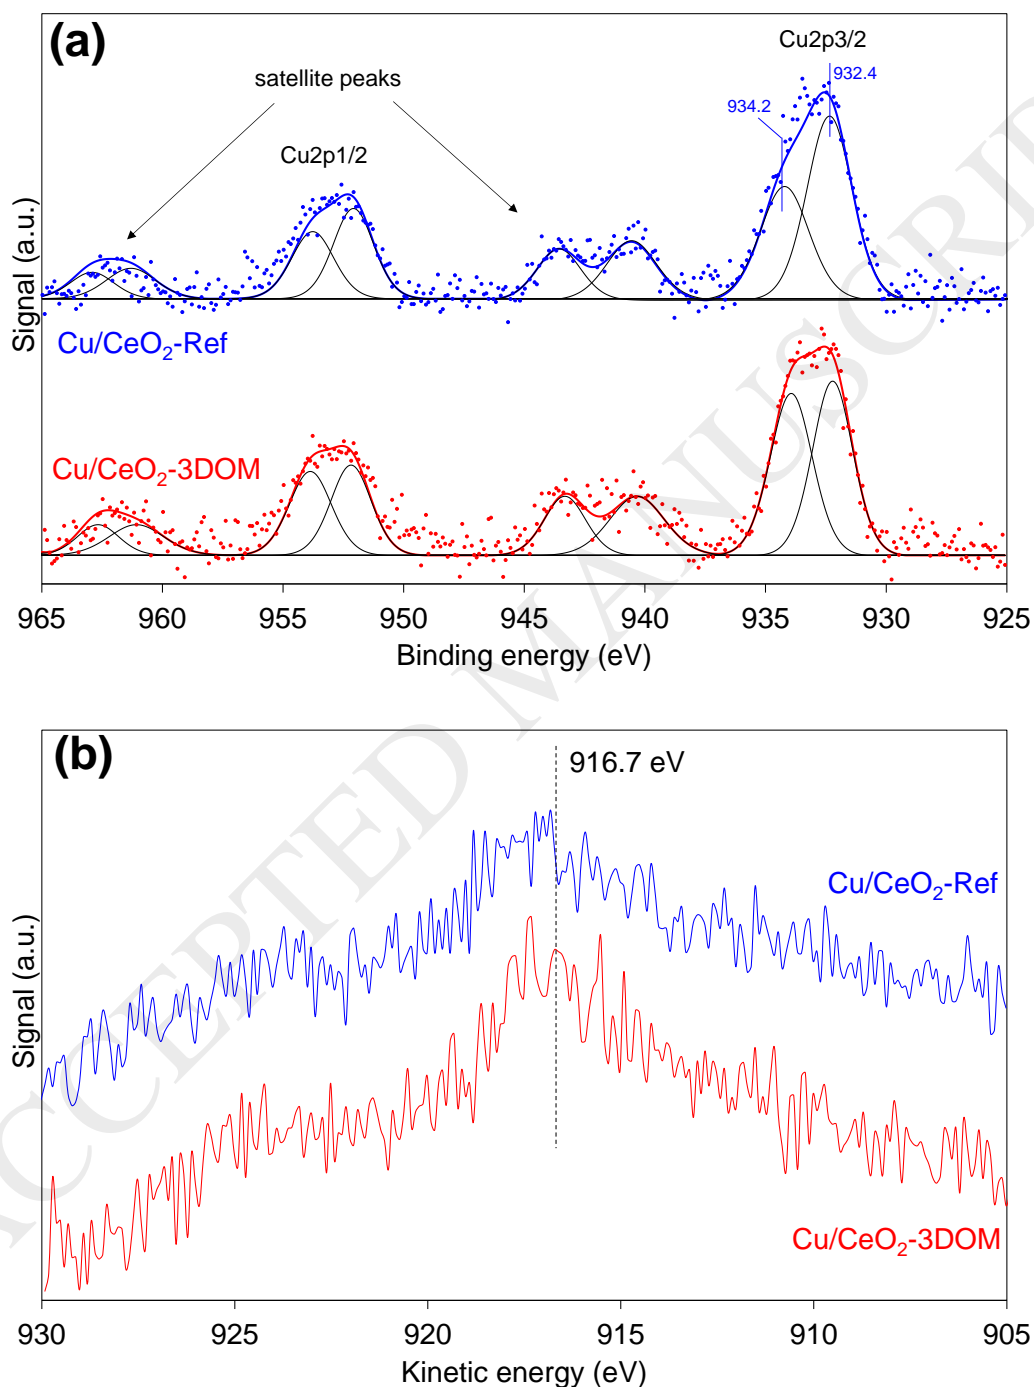 (a)
Cu2p3/2
satellite peaks
932.4
934.2
Cu2p1/2
Signal (a.u.)
Cu/CeO₂-Ref
Cu/CeO₂-3DOM
965 960 955 950 945 940 935 930 925
Binding energy (eV)
(b)
916.7 eV
Cu/CeO₂-Ref
Signal (a.u.)
Cu/CeO₂-3DOM
930 925 920 915 910 905
Kinetic energy (eV)
ACCEPTED MANUSCRIP